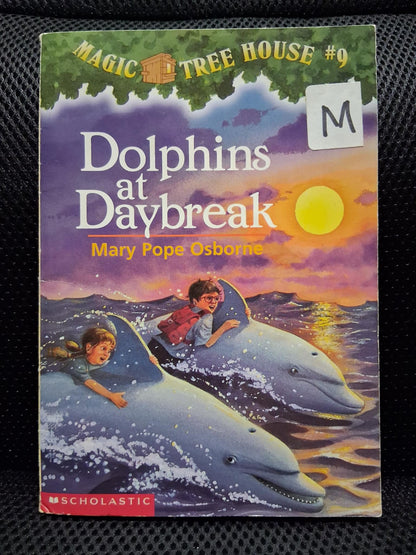 MAGIC TREE HOUSE #9
M
Dolphins
at
Daybreak
Mary Pope Osborne
SCHOLASTIC